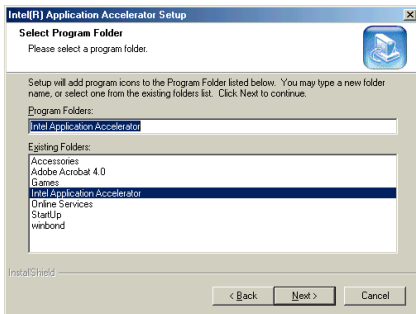 Intel(R) Application Accelerator Setup
Select Program Folder
Please select a program folder.
Setup will add program icons to the Program Folder listed below. You may type a new folder
name, or select one from the existing folders list. Click Next to continue.
Program Folders:
Intel Application Accelerator
Existing Folders:
Accessories
Adobe Acrobat 4.0
Games
Intel Application Accelerator
Online Services
StartUp
winbond
InstallShield
< Back
Next >
Cancel